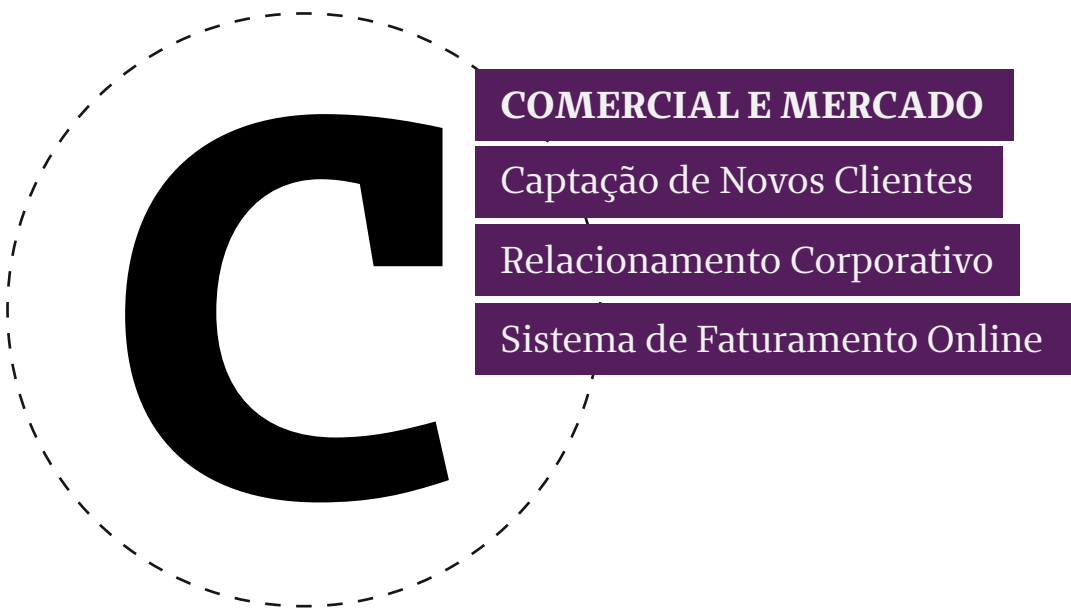 C
COMERCIAL E MERCADO
Captação de Novos Clientes
Relacionamento Corporativo
Sistema de Faturamento Online